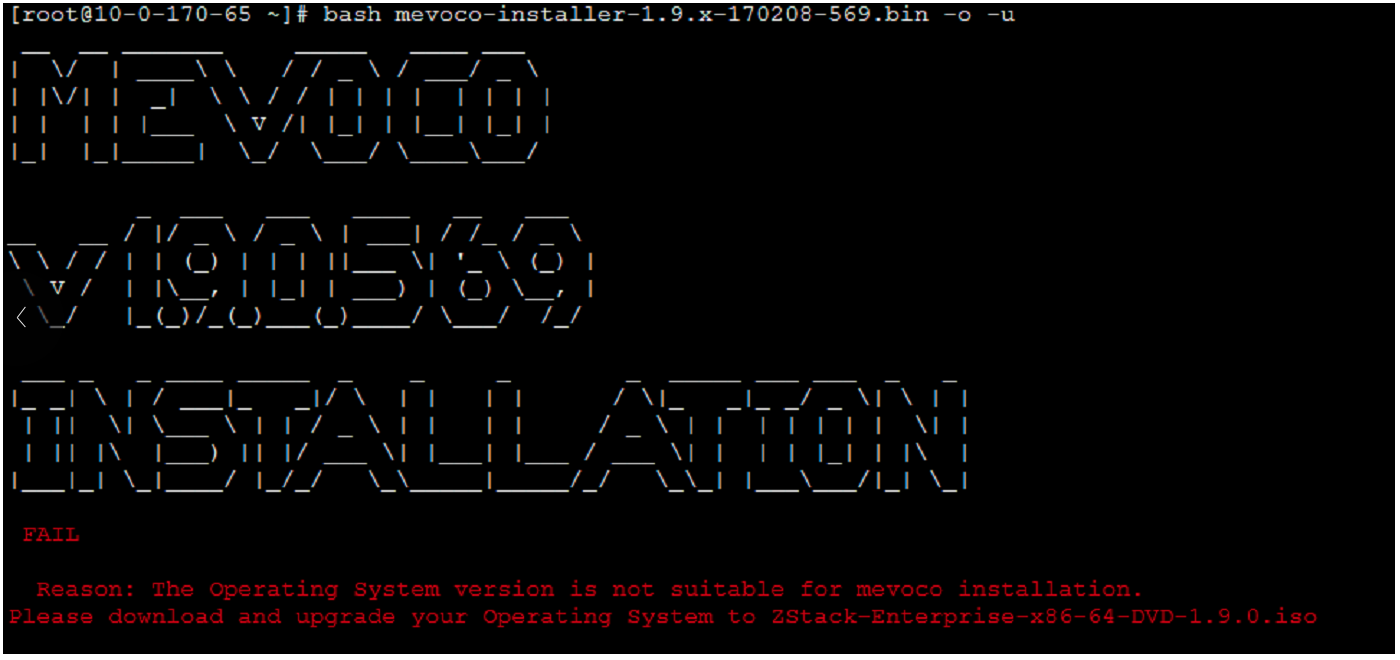 [root@10-0-170-65 ~]# bash mevoco-installer-1.9.x-170208-569.bin -o -u
MEVOCO
v1.9.0.569
INSTALLATION
FAIL
Reason: The Operating System version is not suitable for mevoco installation.
Please download and upgrade your Operating System to ZStack-Enterprise-x86-64-DVD-1.9.0.iso